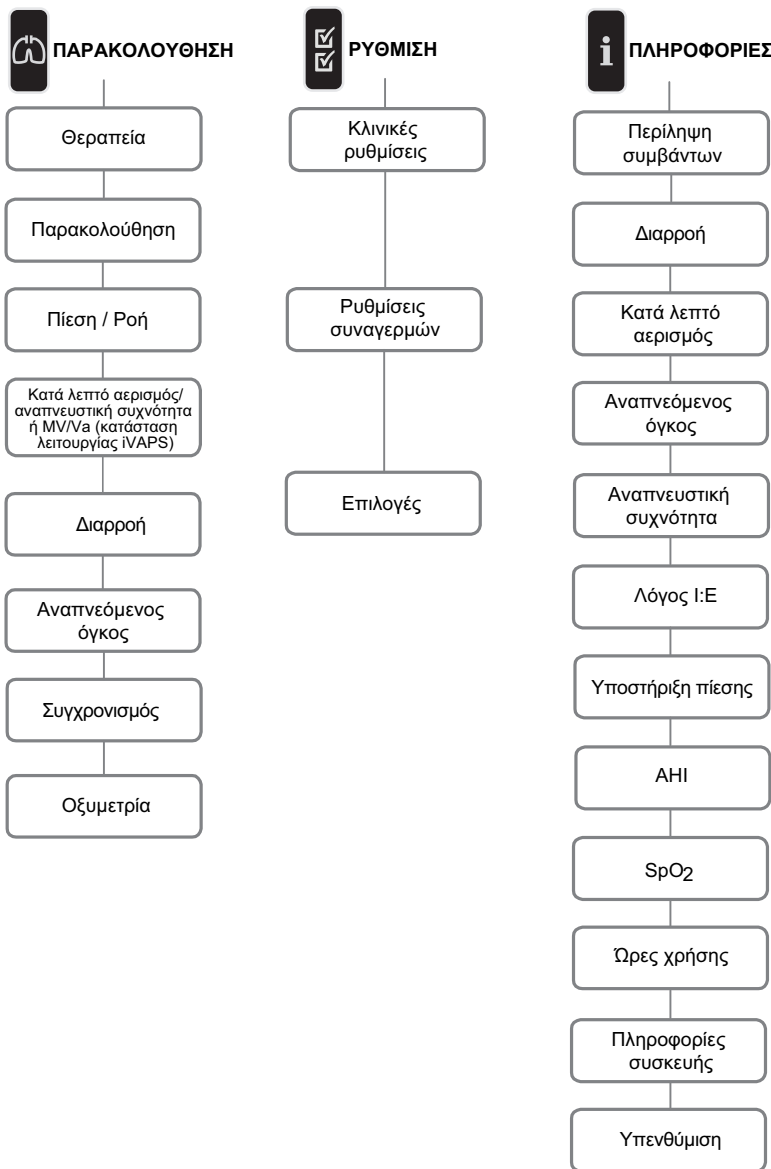 ΠΑΡΑΚΟΛΟΥΘΗΣΗ
Θεραπεία
Παρακολούθηση
Πίεση / Ροή
Κατά λεπτό αερισμός/
αναπνευστική συχνότητα
ή MV/Va (κατάσταση
λειτουργίας iVAPS)
Διαρροή
Αναπνεόμενος
όγκος
Συγχρονισμός
Οξυμετρία
ΡΥΘΜΙΣΗ
Κλινικές
ρυθμίσεις
Ρυθμίσεις
συναγερμών
Επιλογές
i ΠΛΗΡΟΦΟΡΙΕΣ
Περίληψη
συμβάντων
Διαρροή
Κατά λεπτό
αερισμός
Αναπνεόμενος
όγκος
Αναπνευστική
συχνότητα
Λόγος I:E
Υποστήριξη πίεσης
AHI
SpO2
Ώρες χρήσης
Πληροφορίες
συσκευής
Υπενθύμιση